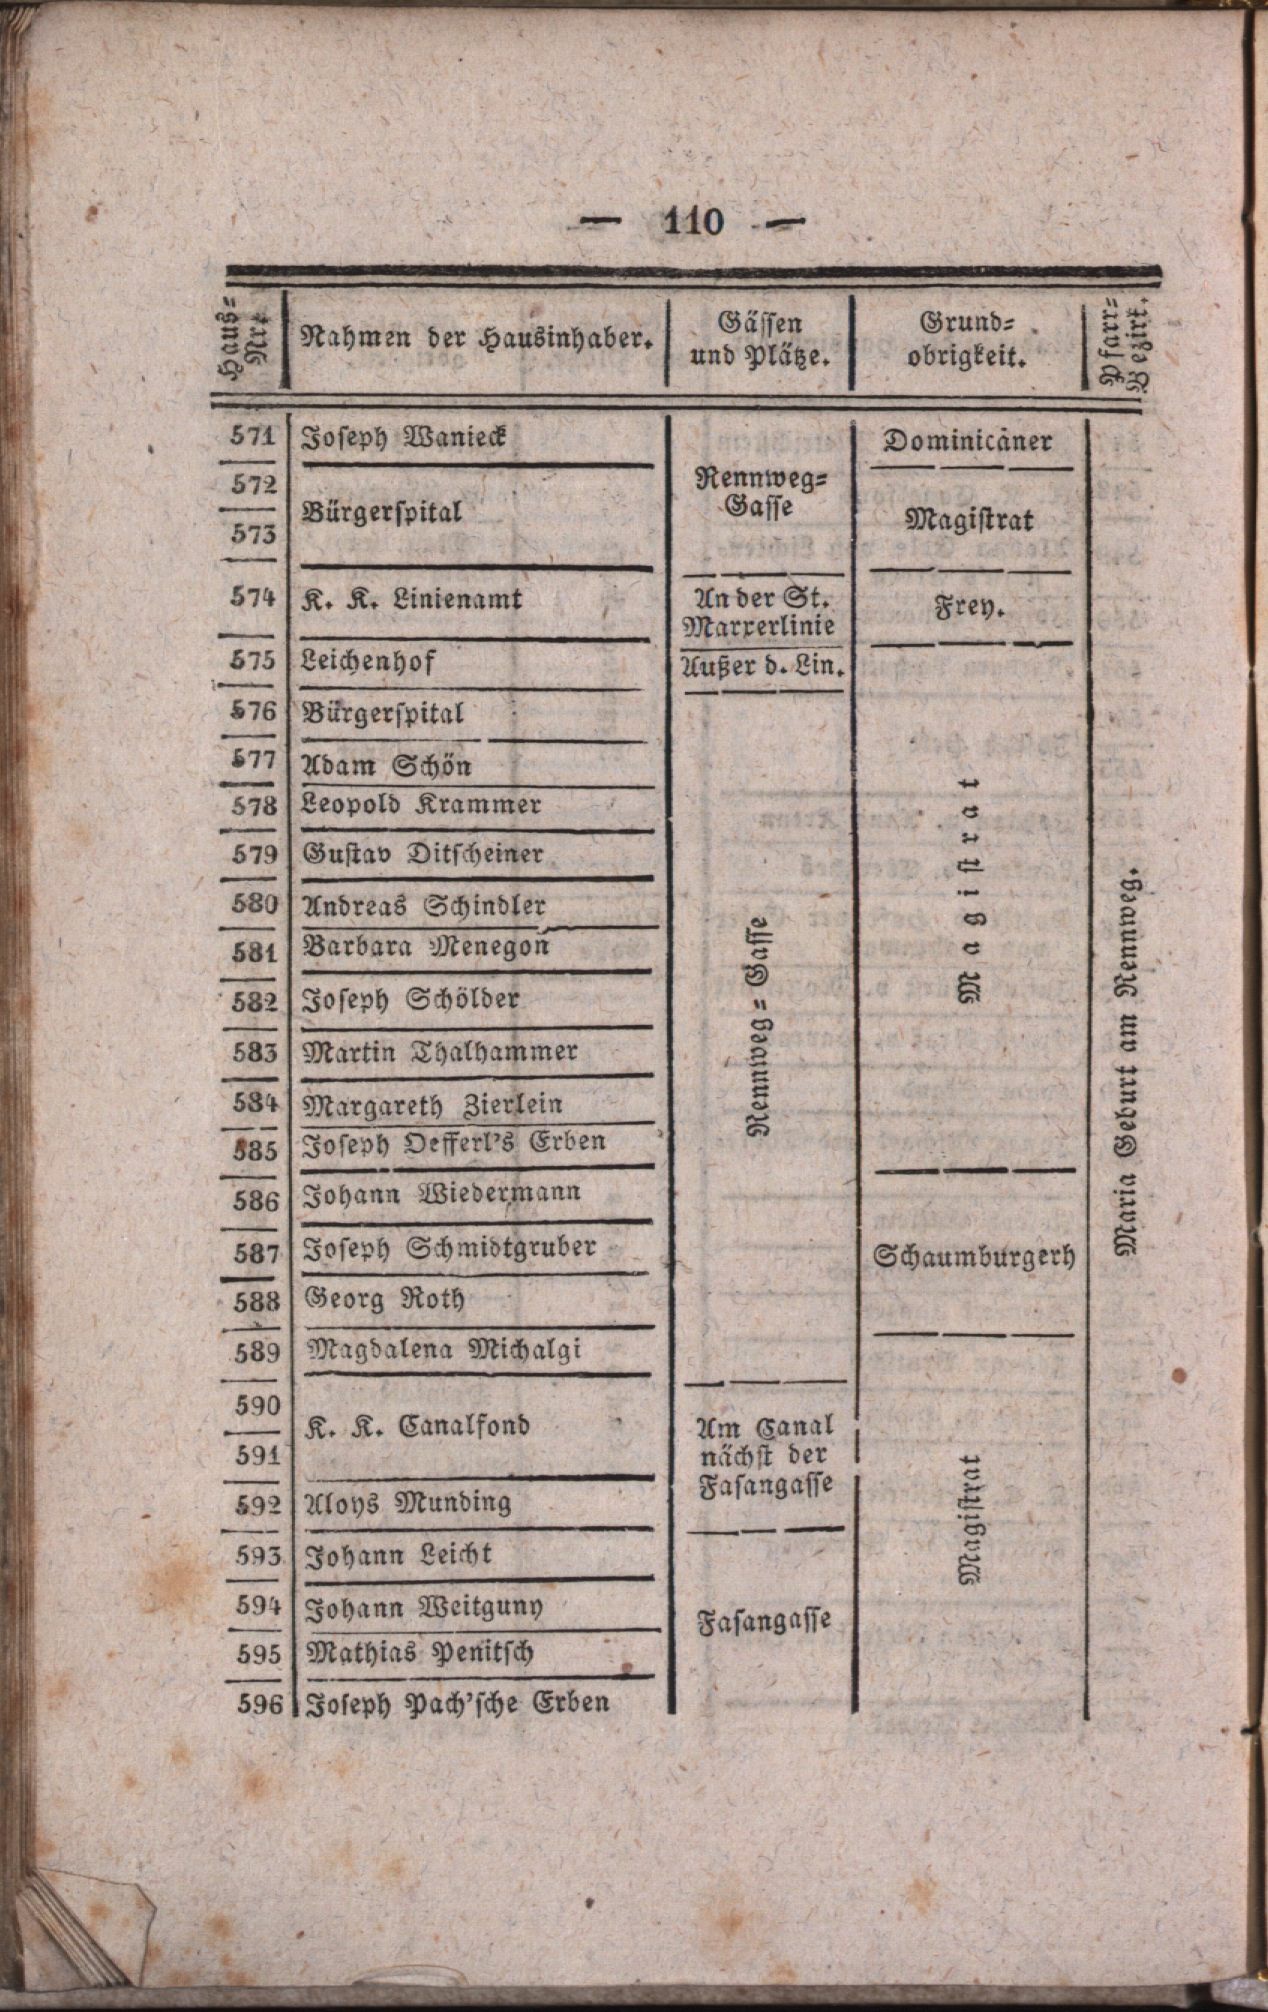 — 110 —
Haus-Nr. | Nahmen der Hausinhaber. | Gässen und Plätze. | Grund-obrigkeit. | Pfarr-Bezirk.
571 Joseph Wanieck | Rennweg-Gasse | Dominicaner
572 Bürgerspital | Magistrat
573
574 K. K. Linienamt | An der St. Marxerlinie | Frey.
575 Leichenhof | Außer d. Lin.
576 Bürgerspital | Rennweg-Gasse | Magistrat | Maria Geburt am Rennweg.
577 Adam Schön
578 Leopold Krammer
579 Gustav Ditscheiner
580 Andreas Schindler
581 Barbara Menegon
582 Joseph Schölder
583 Martin Thalhammer
584 Margareth Zierlein
585 Joseph Oefferl's Erben
586 Johann Wiedermann | Schaumburgerh
587 Joseph Schmidtgruber
588 Georg Roth
589 Magdalena Michalgi
590 K. K. Canalfond | Am Canal nächst der Fasangasse | Magistrat
591
592 Aloys Munding
593 Johann Leicht | Fasangasse
594 Johann Weitguny
595 Mathias Penitsch
596 Joseph Pach'sche Erben